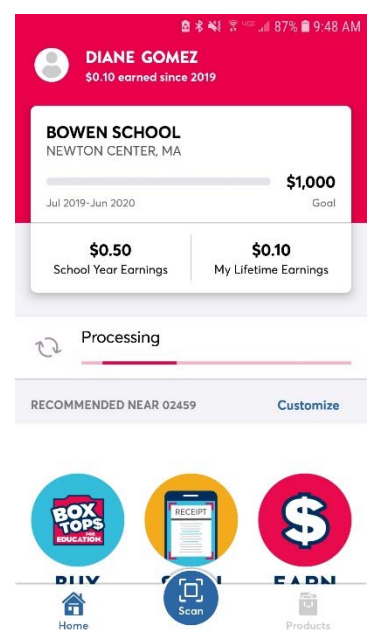 87% 9:48 AM
DIANE GOMEZ
$0.10 earned since 2019
BOWEN SCHOOL
NEWTON CENTER, MA
$1,000
Jul 2019-Jun 2020 Goal
$0.50 $0.10
School Year Earnings My Lifetime Earnings
Processing
RECOMMENDED NEAR 02459 Customize
BOX TOPS FOR EDUCATION
RECEIPT
$
BUY EARN
Scan
Home Products